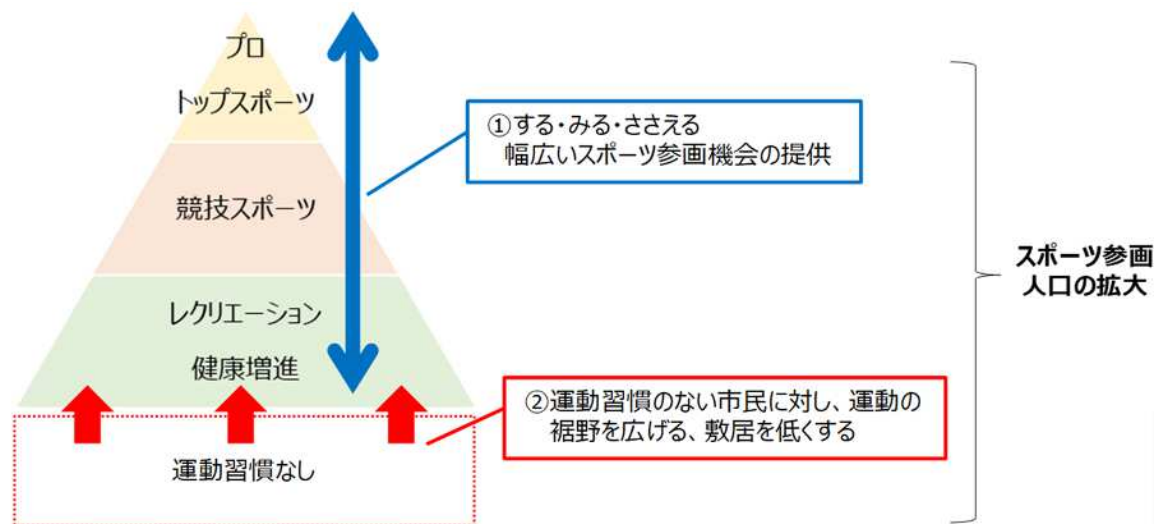 プロ
トップスポーツ
競技スポーツ
レクリエーション
健康増進
運動習慣なし
①する・みる・ささえる
幅広いスポーツ参画機会の提供
②運動習慣のない市民に対し、運動の
裾野を広げる、敷居を低くする
スポーツ参画
人口の拡大